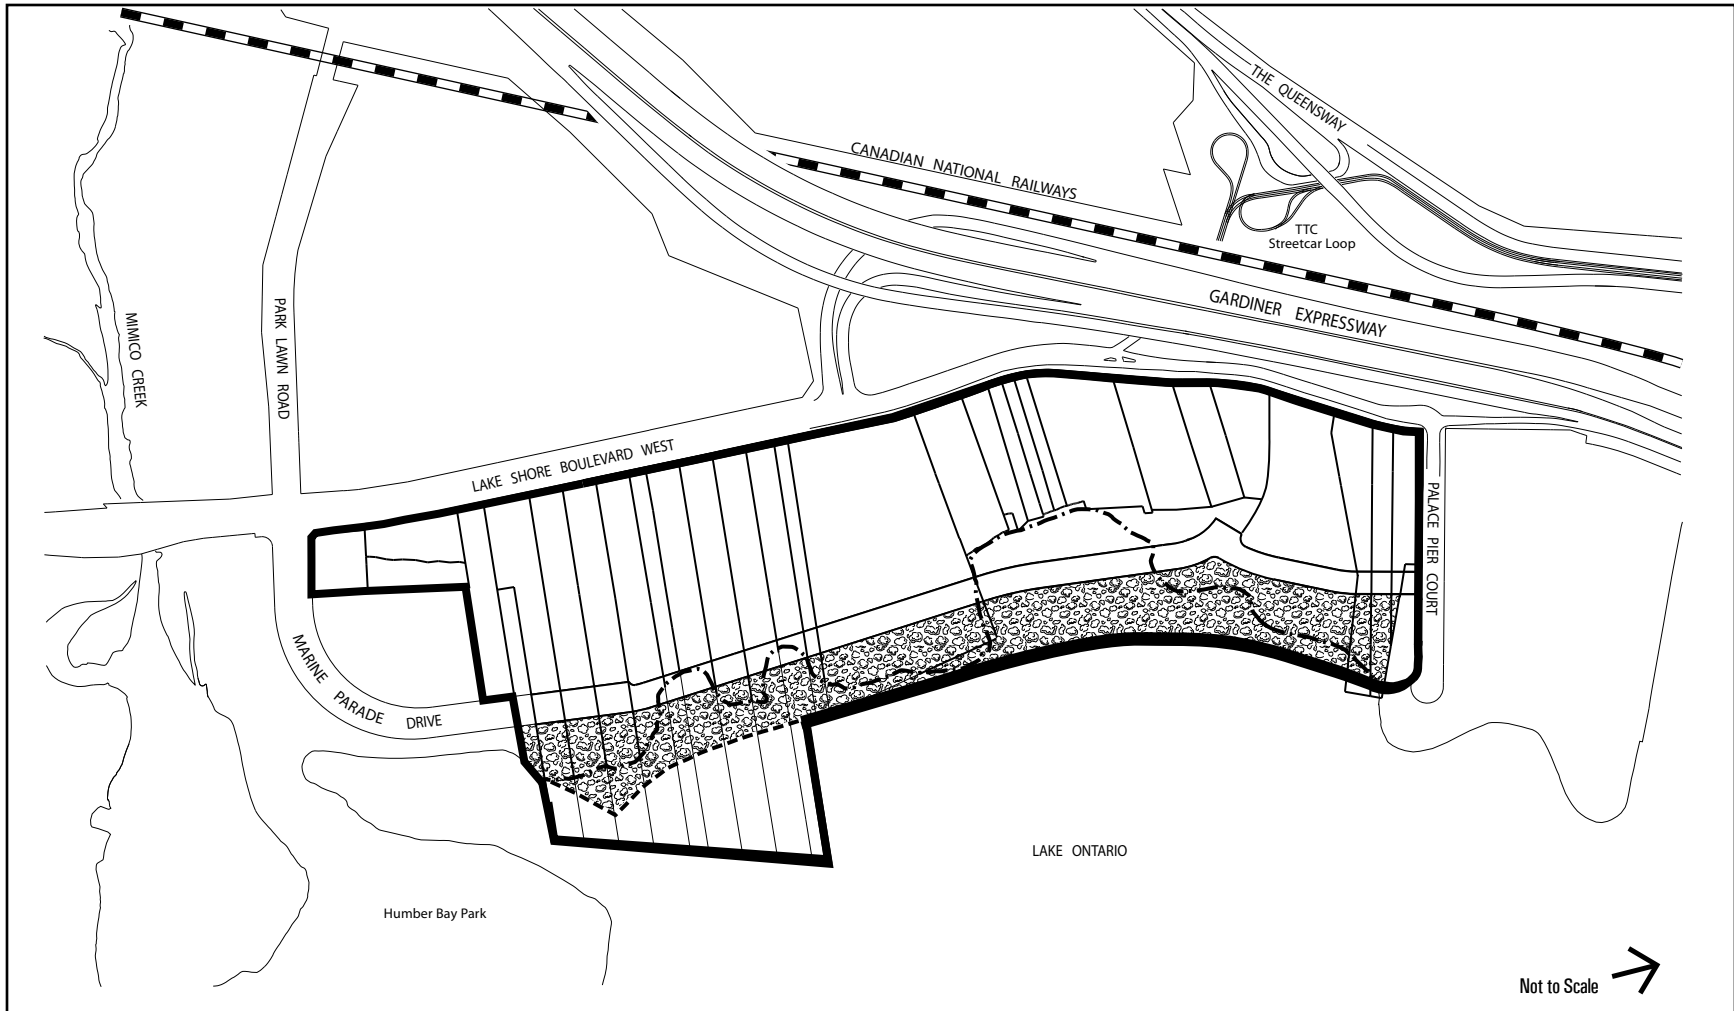 THE QUEENSWAY
CANADIAN NATIONAL RAILWAYS
TTC
Streetcar Loop
GARDINER EXPRESSWAY
MIMICO CREEK
PARK LAWN ROAD
LAKE SHORE BOULEVARD WEST
PALACE PIER COURT
MARINE PARADE DRIVE
LAKE ONTARIO
Humber Bay Park
Not to Scale